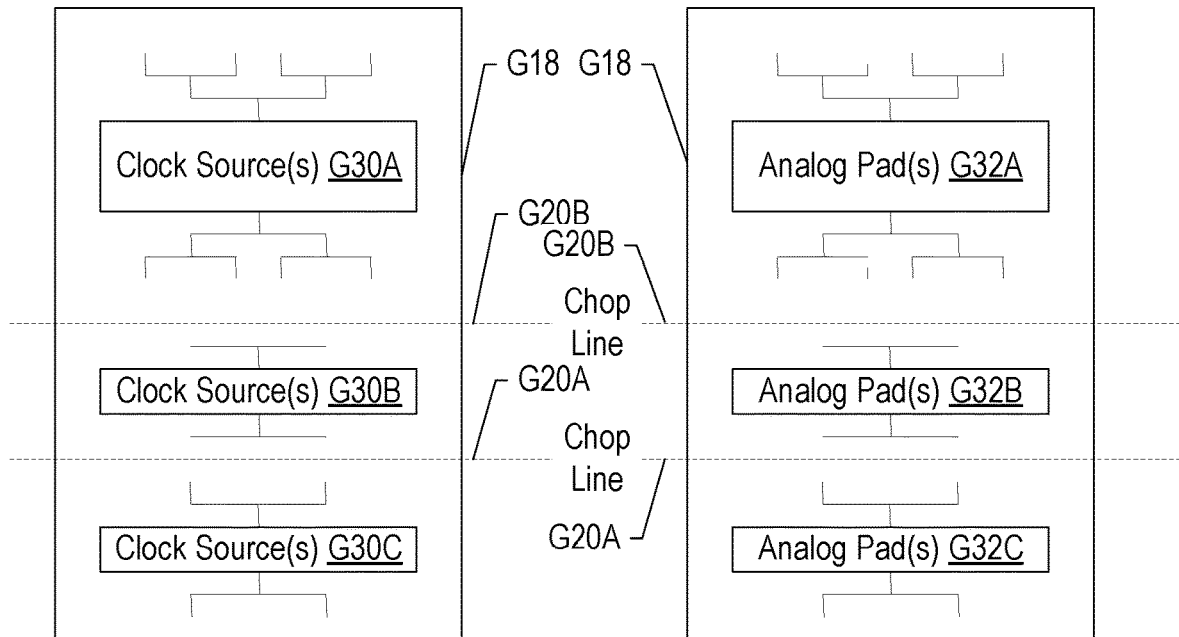 G18 G18
Clock Source(s) G30A
Analog Pad(s) G32A
G20B
G20B
Chop
Line
Clock Source(s) G30B
G20A
Analog Pad(s) G32B
Chop
Line
G20A
Clock Source(s) G30C
Analog Pad(s) G32C